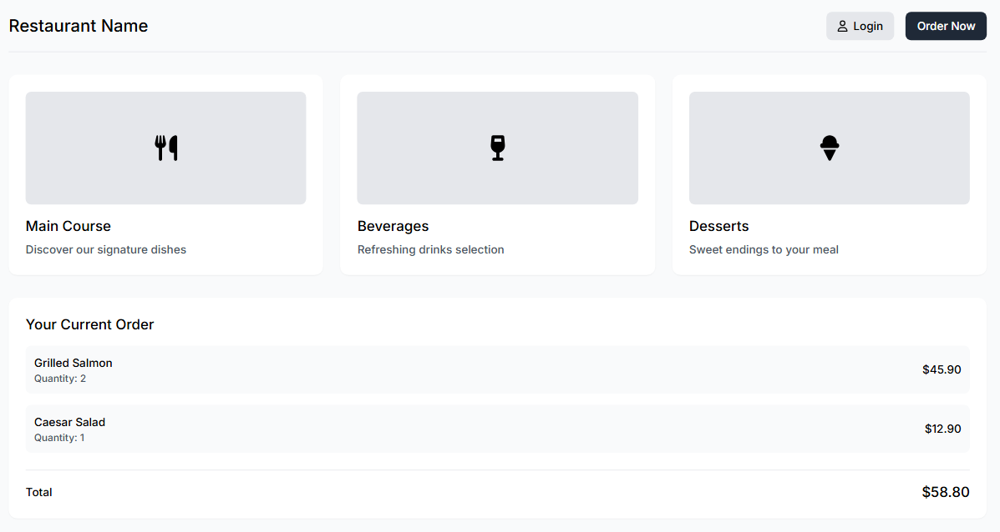 Restaurant Name
Login
Order Now
Main Course
Discover our signature dishes
Beverages
Refreshing drinks selection
Desserts
Sweet endings to your meal
Your Current Order
Grilled Salmon
Quantity: 2
$45.90
Caesar Salad
Quantity: 1
$12.90
Total
$58.80